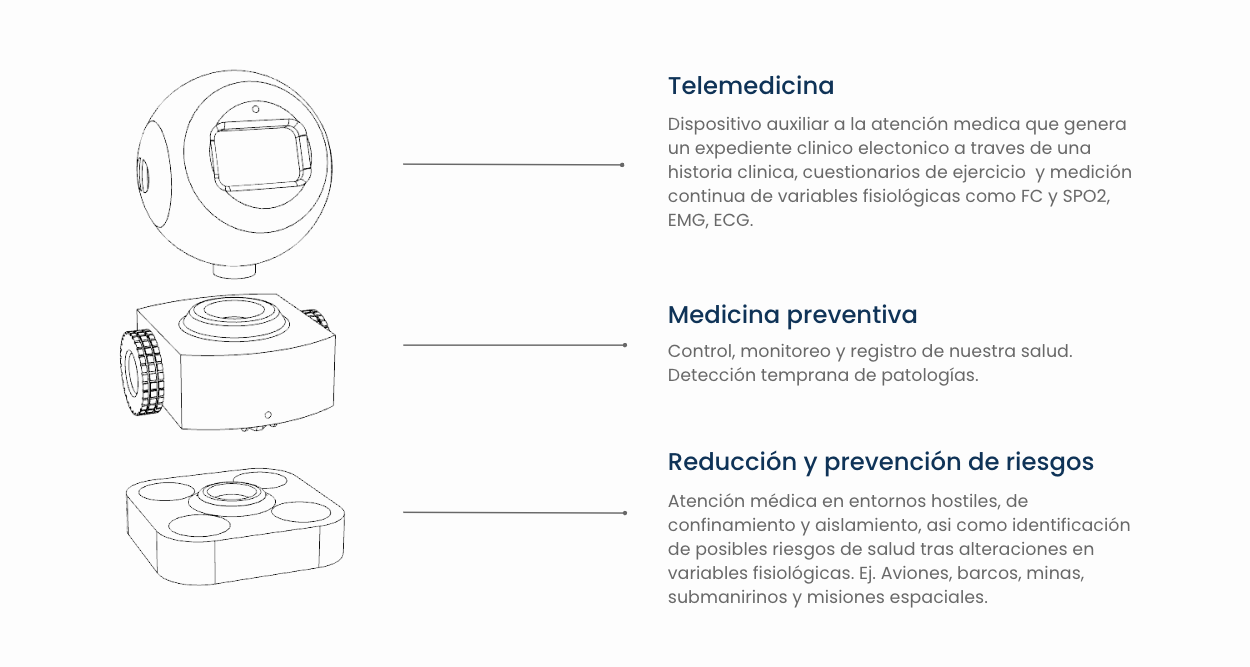 Telemedicina
Dispositivo auxiliar a la atención medica que genera
un expediente clinico electonico a traves de una
historia clinica, cuestionarios de ejercicio  y medición
continua de variables fisiológicas como FC y SPO2,
EMG, ECG.
Medicina preventiva
Control, monitoreo y registro de nuestra salud.
Detección temprana de patologías.
Reducción y prevención de riesgos
Atención médica en entornos hostiles, de
confinamiento y aislamiento, asi como identificación
de posibles riesgos de salud tras alteraciones en
variables fisiológicas. Ej. Aviones, barcos, minas,
submanirinos y misiones espaciales.